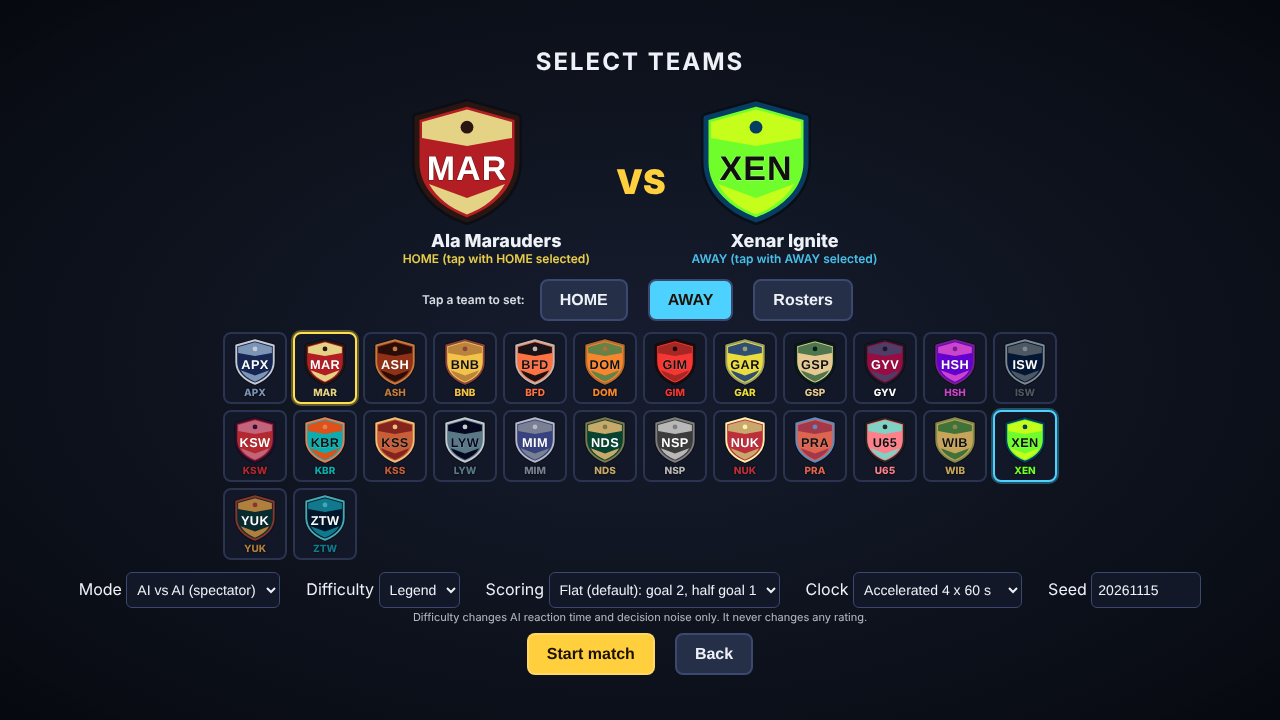 SELECT TEAMS
MAR
XEN
VS
Ala Marauders
Xenar Ignite
HOME (tap with HOME selected)
AWAY (tap with AWAY selected)
Tap a team to set: HOME AWAY Rosters
APX MAR ASH BNB BFD DOM GIM GAR GSP GYV HSH ISW
APX MAR ASH BNB BFD DOM GIM GAR GSP GYV HSH ISW
KSW KBR KSS LYW MIM NDS NSP NUK PRA U65 WIB XEN
KSW KBR KSS LYW MIM NDS NSP NUK PRA U65 WIB XEN
YUK ZTW
YUK ZTW
Mode AI vs AI (spectator) Difficulty Legend Scoring Flat (default): goal 2, half goal 1 Clock Accelerated 4 x 60 s Seed 20261115
Difficulty changes AI reaction time and decision noise only. It never changes any rating.
Start match Back